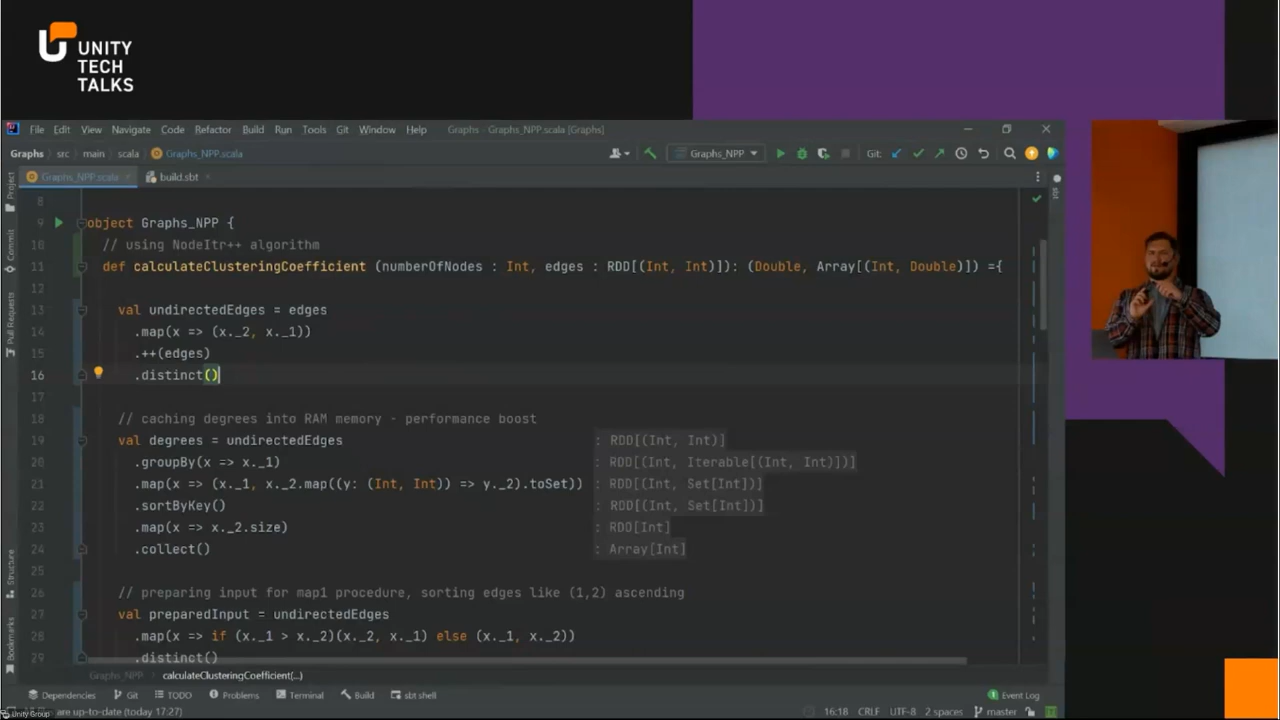 UNITY
TECH
TALKS
File Edit View Navigate Code Refactor Build Run Tools Git Window Help Graphs - Graphs_NPP.scala [Graphs]
Graphs src main scala Graphs_NPP.scala Graphs_NPP Git:
Graphs_NPP.scala build.sbt
Project
Commit
Pull Requests
Structure
Bookmarks
sbt
8
9 object Graphs_NPP {
10 // using NodeItr++ algorithm
11 def calculateClusteringCoefficient (numberOfNodes : Int, edges : RDD[(Int, Int)]): (Double, Array[(Int, Double)]) ={
12
13 val undirectedEdges = edges
14 .map(x => (x._2, x._1))
15 .++(edges)
16 .distinct()
17
18 // caching degrees into RAM memory - performance boost
19 val degrees = undirectedEdges : RDD[(Int, Int)]
20 .groupBy(x => x._1) : RDD[(Int, Iterable[(Int, Int)])]
21 .map(x => (x._1, x._2.map((y: (Int, Int)) => y._2).toSet)) : RDD[(Int, Set[Int])]
22 .sortByKey() : RDD[(Int, Set[Int])]
23 .map(x => x._2.size) : RDD[Int]
24 .collect() : Array[Int]
25
26 // preparing input for map1 procedure, sorting edges like (1,2) ascending
27 val preparedInput = undirectedEdges
28 .map(x => if (x._1 > x._2)(x._2, x._1) else (x._1, x._2))
29 .distinct()
Graphs_NPP calculateClusteringCoefficient(...)
Dependencies Git TODO Problems Terminal Build sbt shell Event Log
are up-to-date (today 17:27) 16:18 CRLF UTF-8 2 spaces master
Unity Group